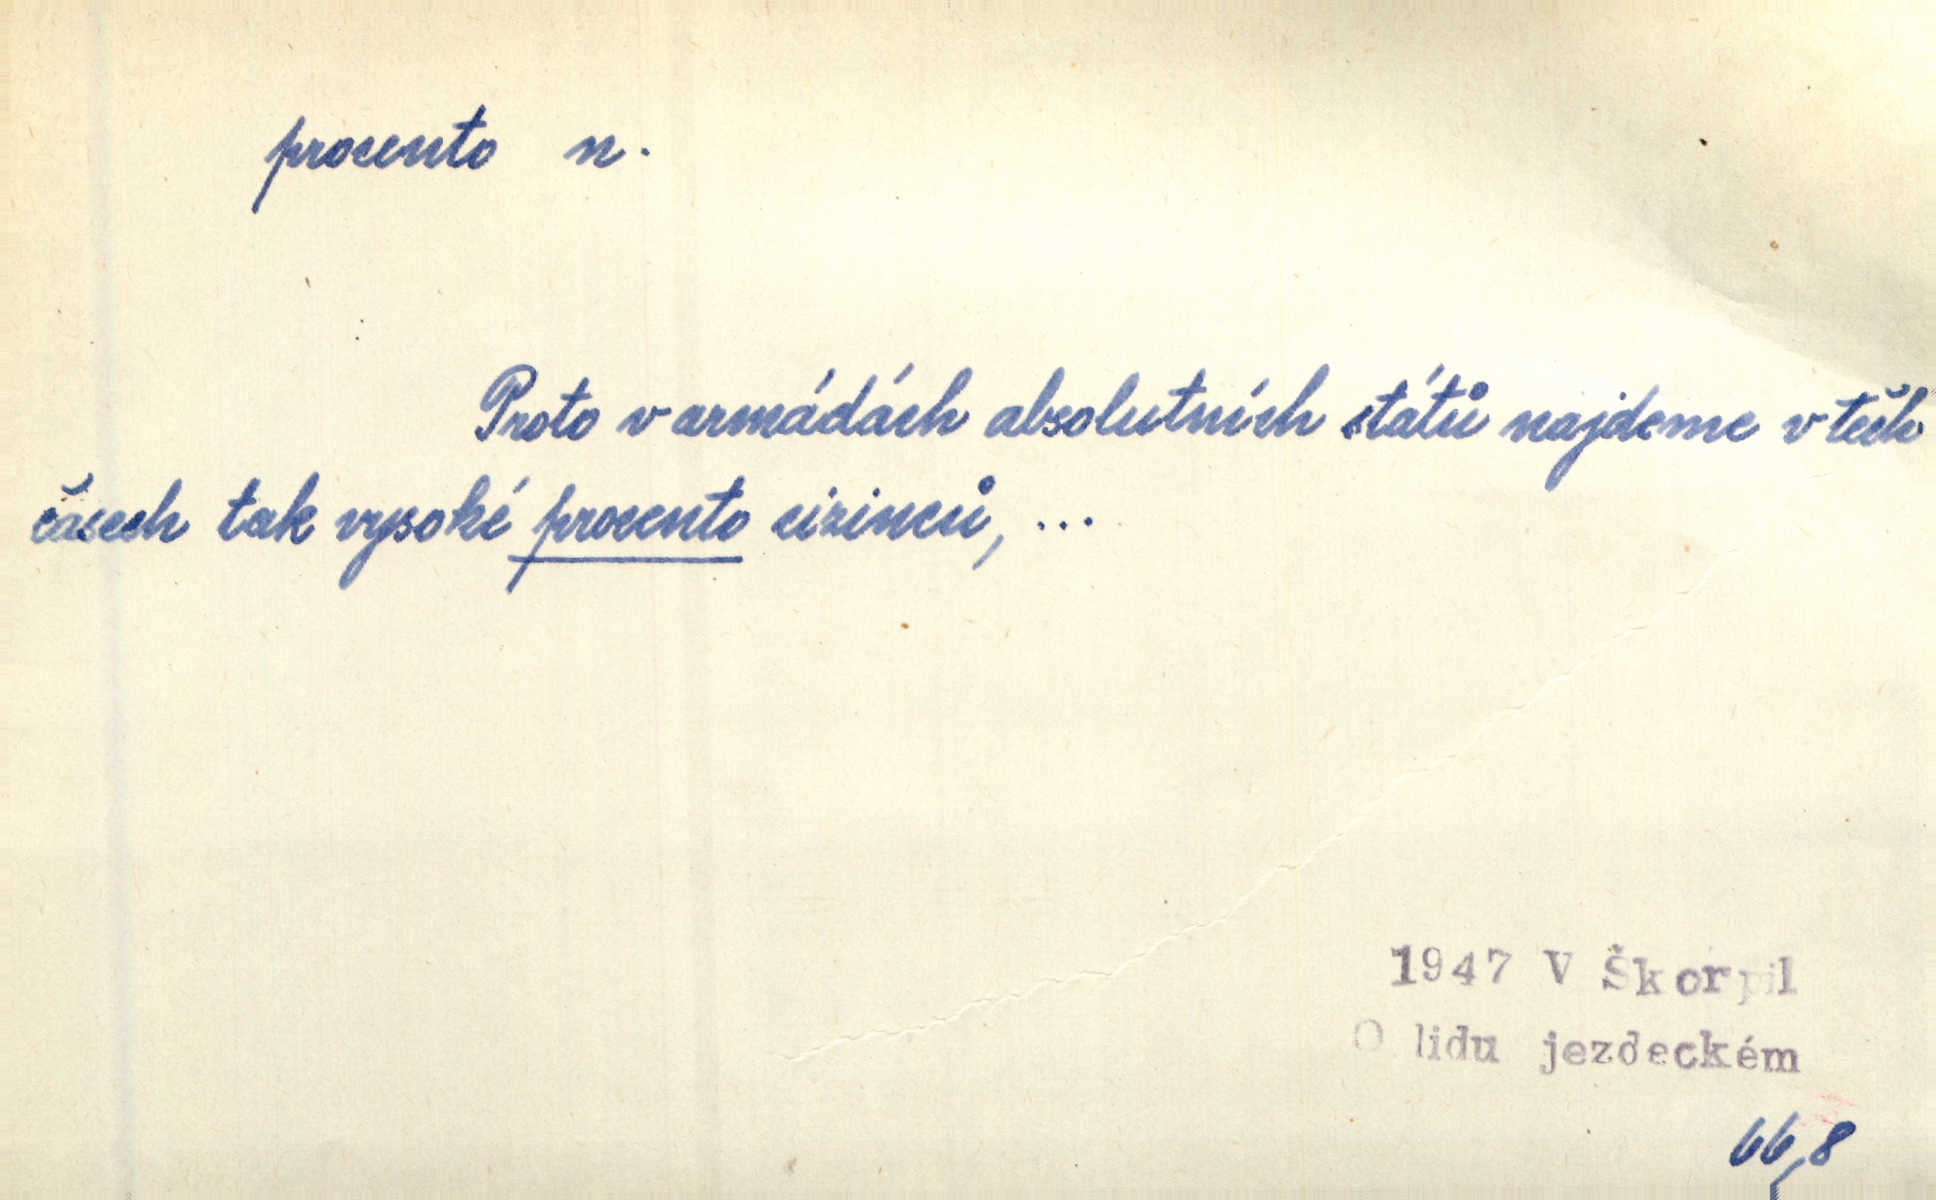 procento n.
Proto v armádách absolutních států najdeme v těch
časech tak vysoké procento cizinců, ...
1947 V Škorpil
O lidu jezdeckém
66,8